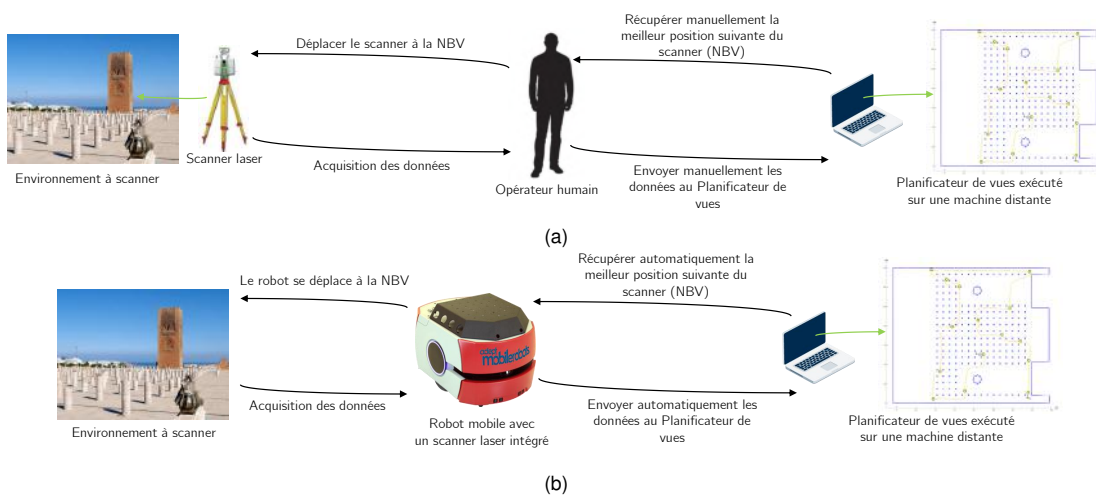 Récupérer manuellement la
meilleur position suivante du
scanner (NBV)
Déplacer le scanner à la NBV
Scanner laser
Acquisition des données
Environnement à scanner
Opérateur humain
Envoyer manuellement les
données au Planificateur de
vues
Planificateur de vues exécuté
sur une machine distante
(a)
Récupérer automatiquement la
meilleur position suivante du
scanner (NBV)
Le robot se déplace à la NBV
adept
mobilerobots
Acquisition des données
Environnement à scanner
Robot mobile avec
un scanner laser intégré
Envoyer automatiquement les
données au Planificateur de
vues
Planificateur de vues exécuté
sur une machine distante
(b)